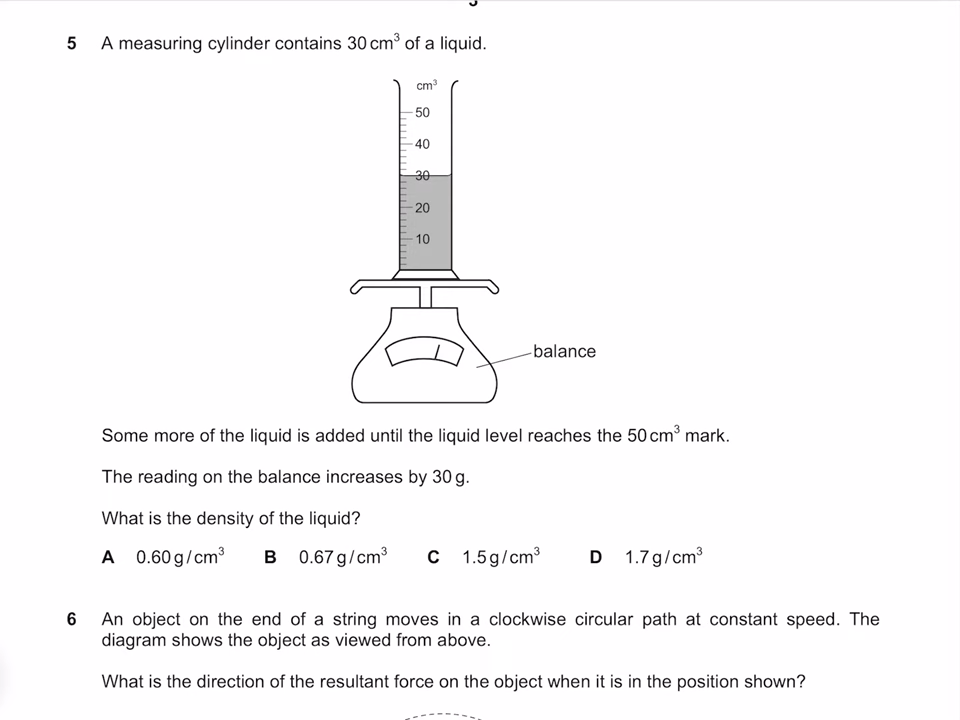 5 A measuring cylinder contains 30 cm³ of a liquid.
cm³
50
40
30
20
10
balance
Some more of the liquid is added until the liquid level reaches the 50 cm³ mark.
The reading on the balance increases by 30 g.
What is the density of the liquid?
A 0.60 g / cm³ B 0.67 g / cm³ C 1.5 g / cm³ D 1.7 g / cm³
6 An object on the end of a string moves in a clockwise circular path at constant speed. The
diagram shows the object as viewed from above.
What is the direction of the resultant force on the object when it is in the position shown?